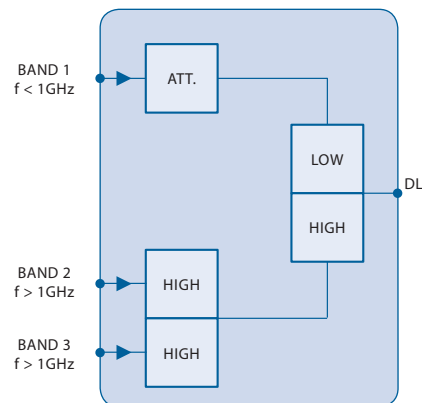 BAND 1
f < 1GHz
ATT.
LOW
DL
HIGH
BAND 2
f > 1GHz
HIGH
BAND 3
f > 1GHz
HIGH